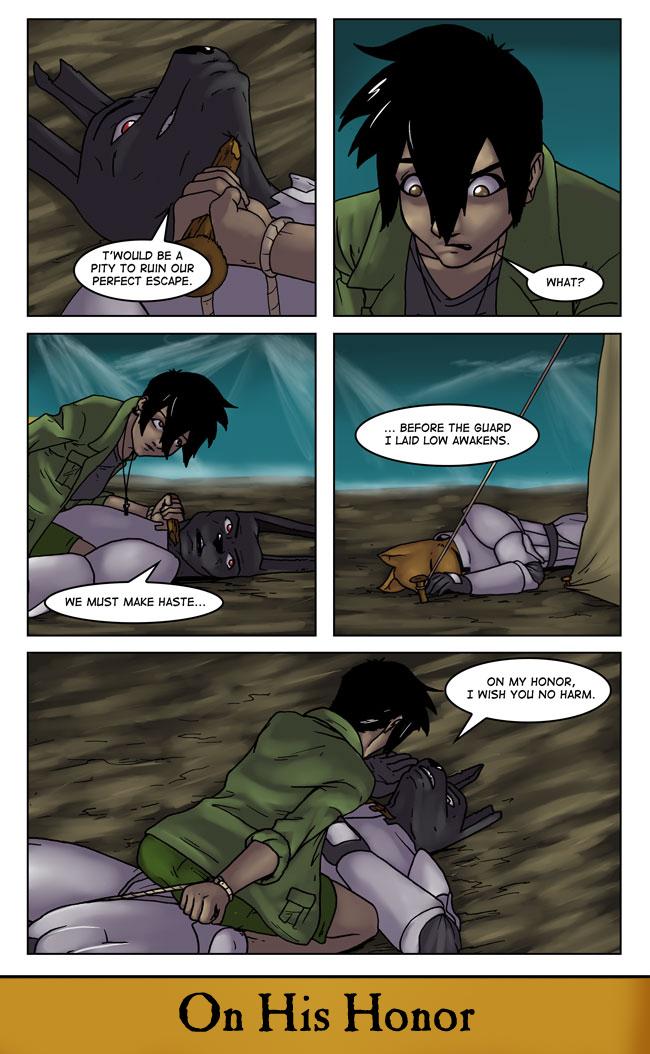 T'WOULD BE A
PITY TO RUIN OUR
PERFECT ESCAPE.
WHAT?
WE MUST MAKE HASTE...
... BEFORE THE GUARD
I LAID LOW AWAKENS.
ON MY HONOR,
I WISH YOU NO HARM.
On His Honor